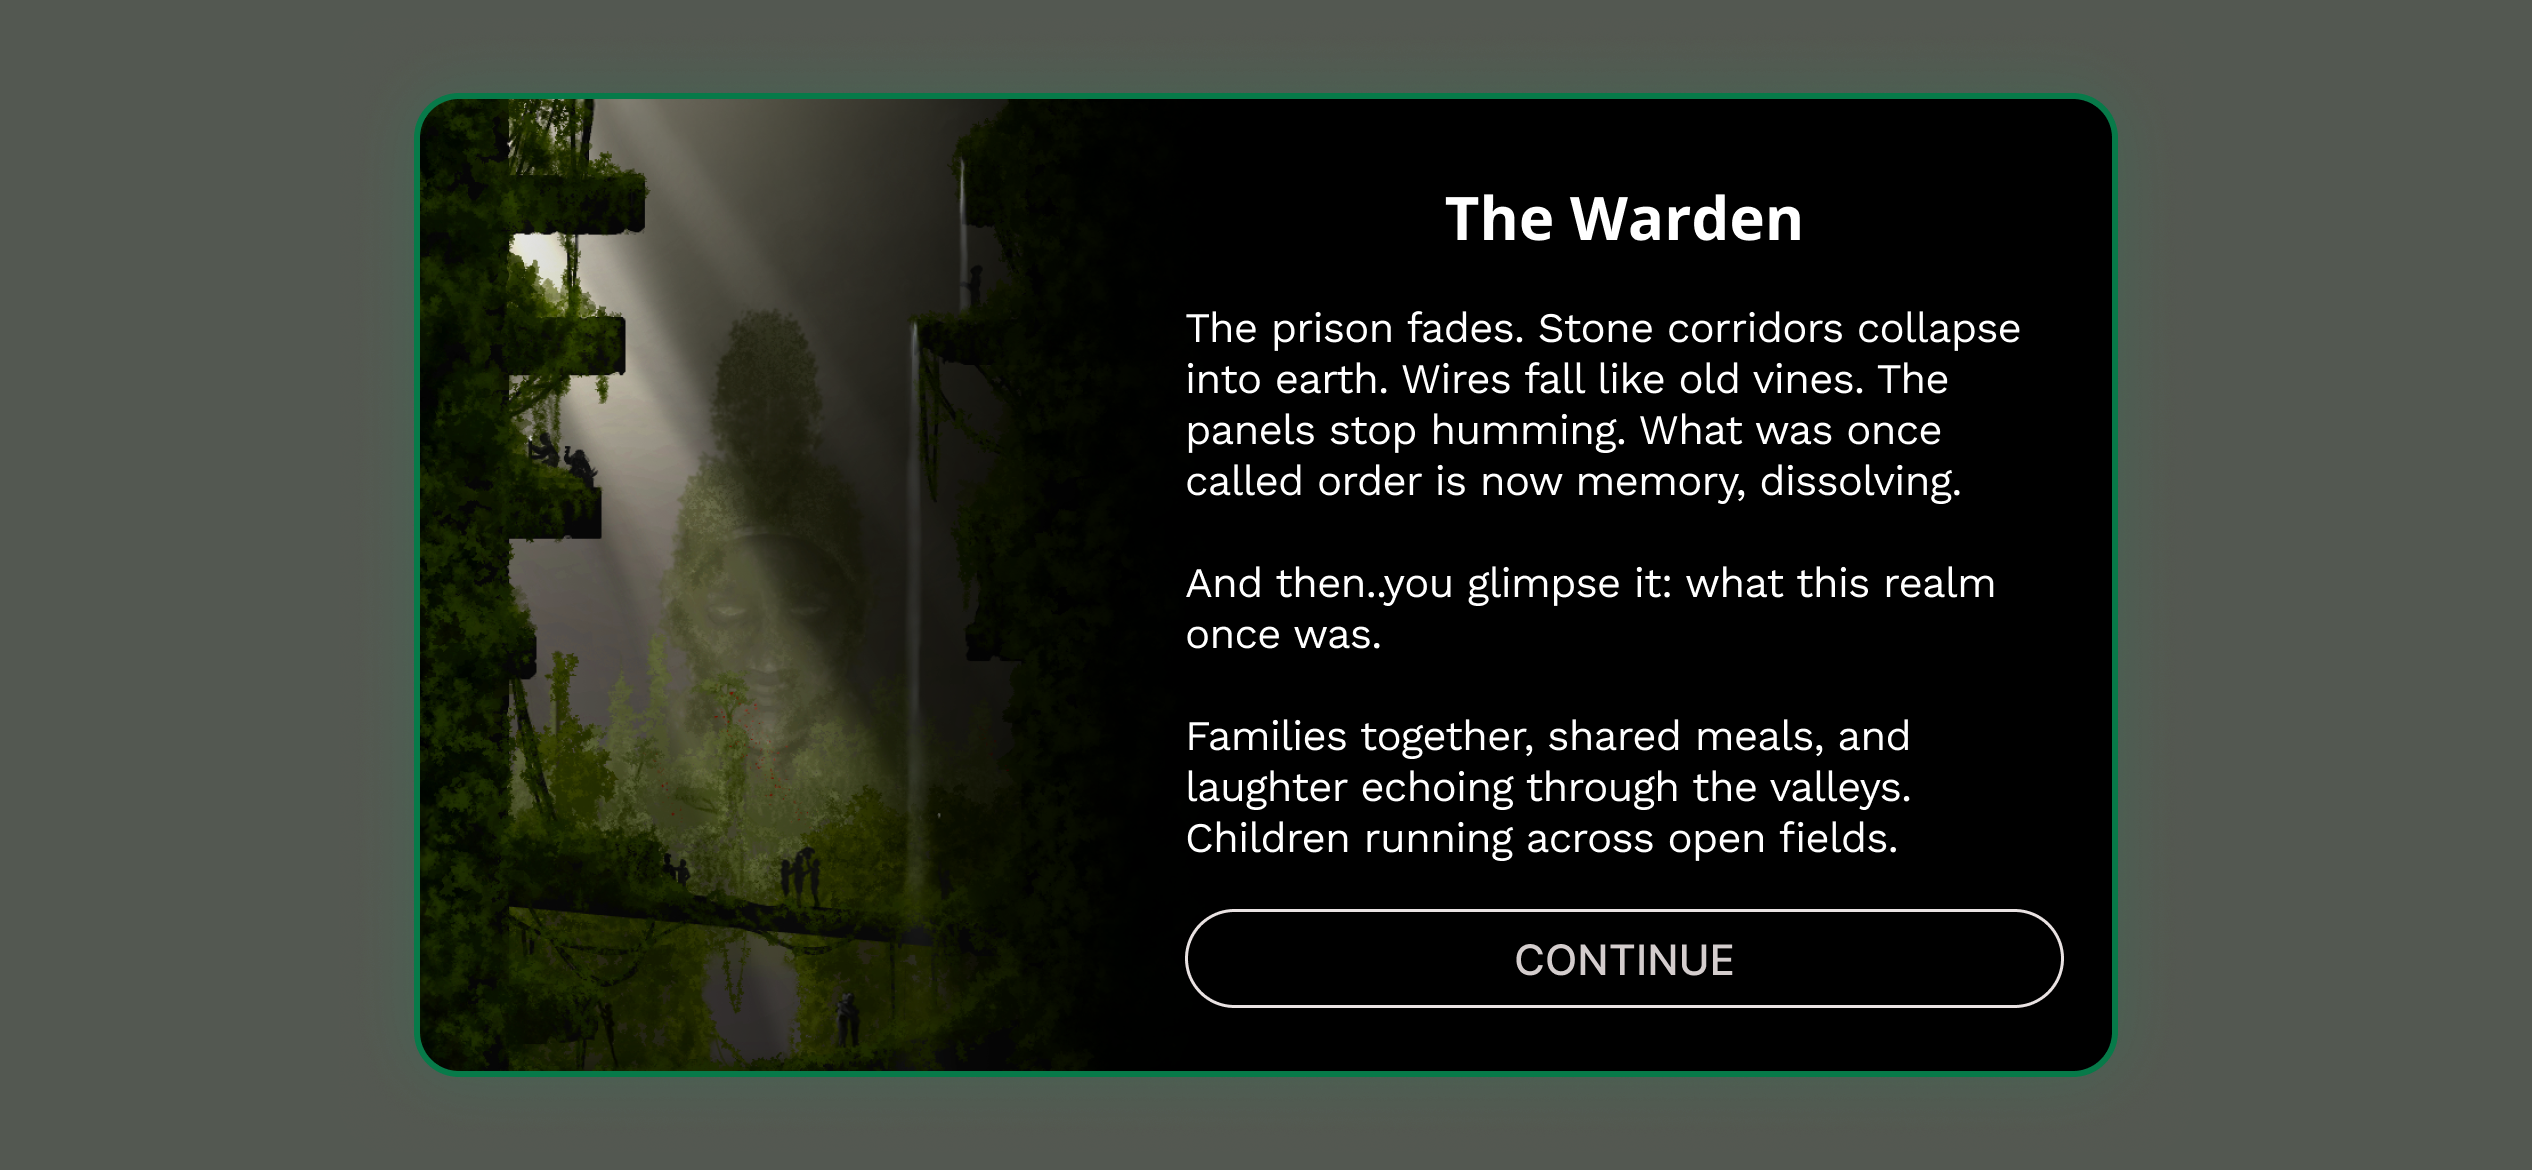 The Warden
The prison fades. Stone corridors collapse
into earth. Wires fall like old vines. The
panels stop humming. What was once
called order is now memory, dissolving.
And then..you glimpse it: what this realm
once was.
Families together, shared meals, and
laughter echoing through the valleys.
Children running across open fields.
CONTINUE